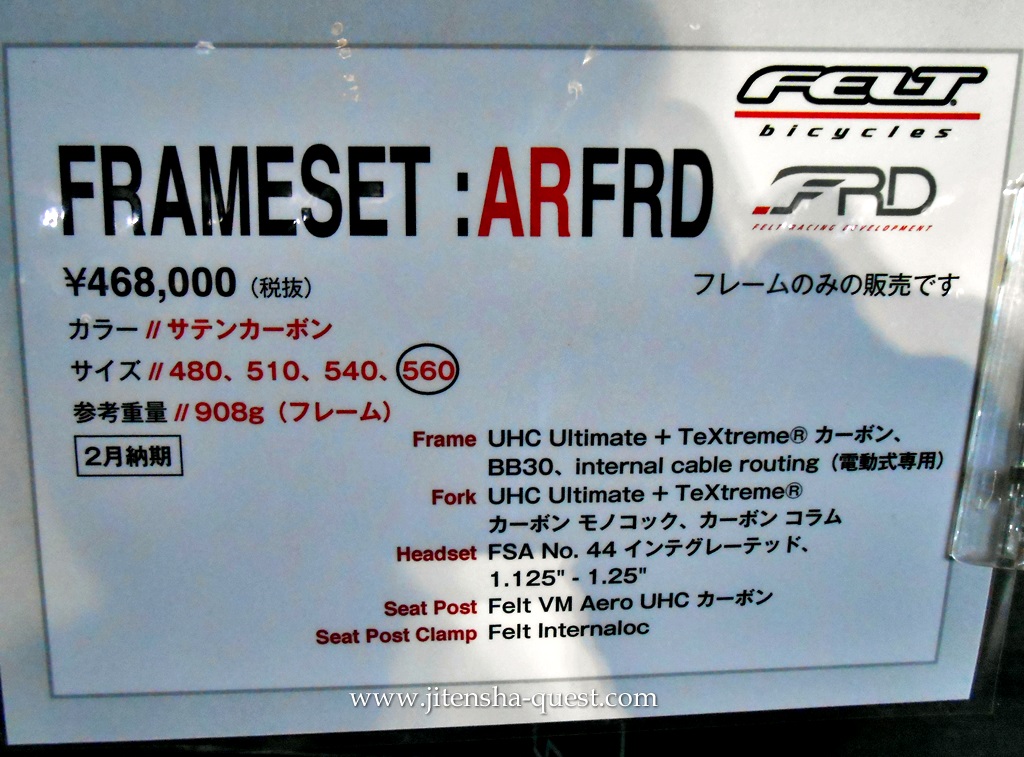 FELT
bicycles
FRAMESET :ARFRD
FRD
FELT RACING DEVELOPMENT
¥468,000（税抜）
フレームのみの販売です
カラー // サテンカーボン
サイズ // 480、510、540、560
参考重量 // 908g（フレーム）
2月納期
Frame UHC Ultimate + TeXtreme® カーボン、
BB30、internal cable routing（電動式専用）
Fork UHC Ultimate + TeXtreme®
カーボン モノコック、カーボン コラム
Headset FSA No. 44 インテグレーテッド、
1.125" - 1.25"
Seat Post Felt VM Aero UHC カーボン
Seat Post Clamp Felt Internaloc
www.jitensha-quest.com